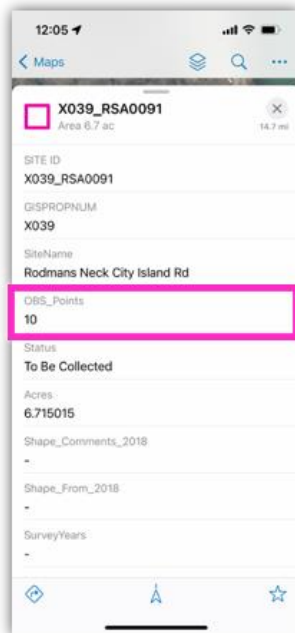 12:05
Maps
X039_RSA0091
Area 6.7 ac
14.7 mi
SITE ID
X039_RSA0091
GISPROPNUM
X039
SiteName
Rodmans Neck City Island Rd
OBS_Points
10
Status
To Be Collected
Acres
6.715015
Shape_Comments_2018
-
Shape_From_2018
-
SurveyYears
-